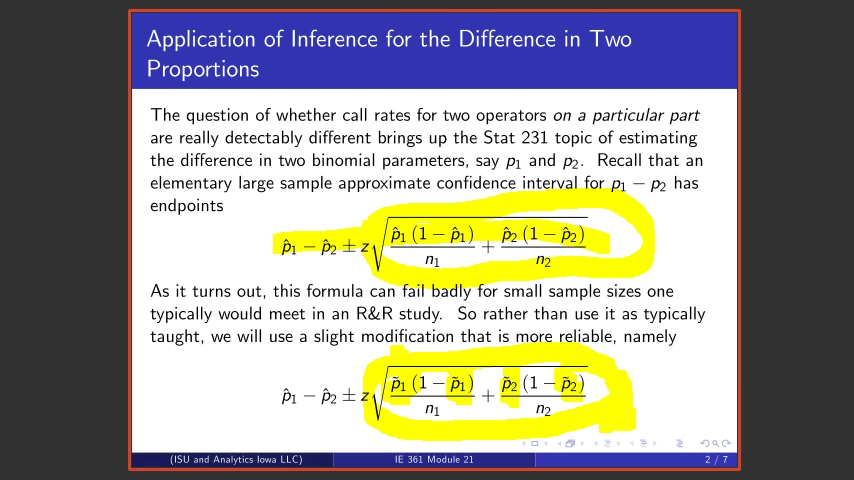 Application of Inference for the Difference in Two
Proportions
The question of whether call rates for two operators on a particular part
are really detectably different brings up the Stat 231 topic of estimating
the difference in two binomial parameters, say p₁ and p₂. Recall that an
elementary large sample approximate confidence interval for p₁ − p₂ has
endpoints
p̂₁ − p̂₂ ± z√(p̂₁ (1 − p̂₁)/n₁ + p̂₂ (1 − p̂₂)/n₂)
As it turns out, this formula can fail badly for small sample sizes one
typically would meet in an R&R study. So rather than use it as typically
taught, we will use a slight modification that is more reliable, namely
p̂₁ − p̂₂ ± z√(p̃₁ (1 − p̃₁)/n₁ + p̃₂ (1 − p̃₂)/n₂)
(ISU and Analytics Iowa LLC) IE 361 Module 21 2 / 7